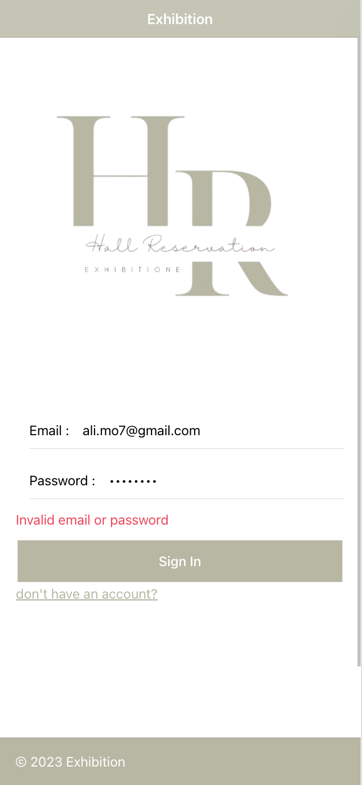 Exhibition
HR
Hall Reservation
EXHIBITIONE
Email : ali.mo7@gmail.com
Password : ••••••••
Invalid email or password
Sign In
don't have an account?
© 2023 Exhibition